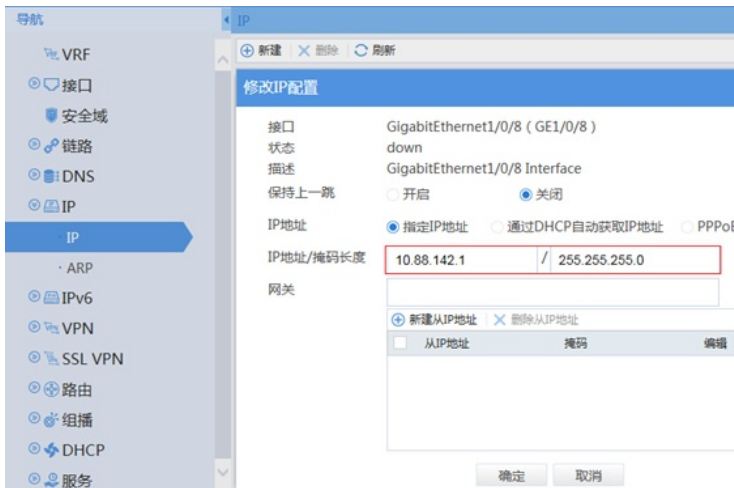 导航
VRF
接口
安全域
链路
DNS
IP
· IP
· ARP
IPv6
VPN
SSL VPN
路由
组播
DHCP
服务
IP
新建 删除 刷新
修改IP配置
接口 GigabitEthernet1/0/8 ( GE1/0/8 )
状态 down
描述 GigabitEthernet1/0/8 Interface
保持上一跳 开启 关闭
IP地址 指定IP地址 通过DHCP自动获取IP地址 PPPoE
IP地址/掩码长度 10.88.142.1 / 255.255.255.0
网关
新建从IP地址 删除从IP地址
从IP地址 掩码 编辑
确定 取消